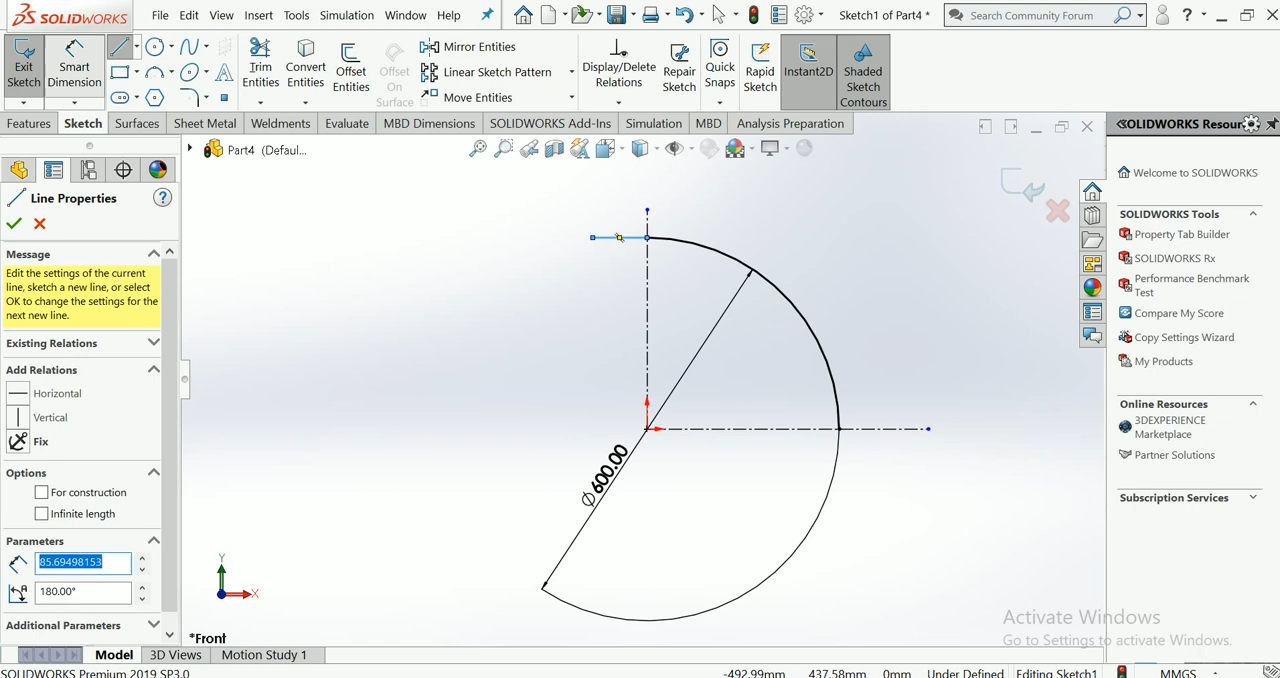 SOLIDWORKS
File Edit View Insert Tools Simulation Window Help
Sketch1 of Part4 *
Search Community Forum
?
Exit Sketch
Smart Dimension
Trim Entities
Convert Entities
Offset Entities
Offset On Surface
Mirror Entities
Linear Sketch Pattern
Move Entities
Display/Delete Relations
Repair Sketch
Quick Snaps
Rapid Sketch
Instant2D
Shaded Sketch Contours
Features Sketch Surfaces Sheet Metal Weldments Evaluate MBD Dimensions SOLIDWORKS Add-Ins Simulation MBD Analysis Preparation
Part4 (Defaul...
Line Properties
?
Message
Edit the settings of the current
line, sketch a new line, or select
OK to change the settings for the
next new line.
Existing Relations
Add Relations
Horizontal
Vertical
Fix
Options
For construction
Infinite length
Parameters
85.69498153
180.00°
Additional Parameters
Ø600.00
Y
X
*Front
Model 3D Views Motion Study 1
SOLIDWORKS Premium 2019 SP3.0
-492.99mm 437.58mm 0mm Under Defined Editing Sketch1 MMGS
SOLIDWORKS Resour
Welcome to SOLIDWORKS
SOLIDWORKS Tools
Property Tab Builder
SOLIDWORKS Rx
Performance Benchmark
Test
Compare My Score
Copy Settings Wizard
My Products
Online Resources
3DEXPERIENCE
Marketplace
Partner Solutions
Subscription Services
Activate Windows
Go to Settings to activate Windows.